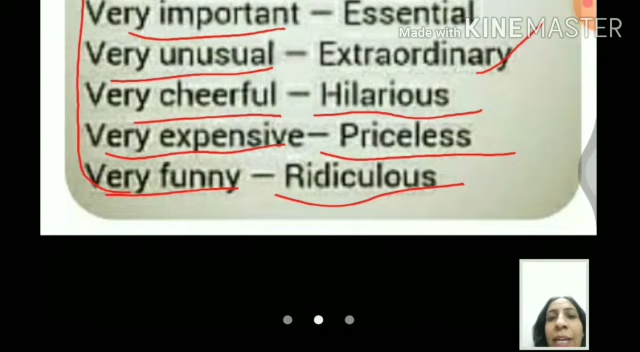 Very important – Essential
Made with KINEMASTER
Very unusual – Extraordinary
Very cheerful – Hilarious
Very expensive– Priceless
Very funny – Ridiculous